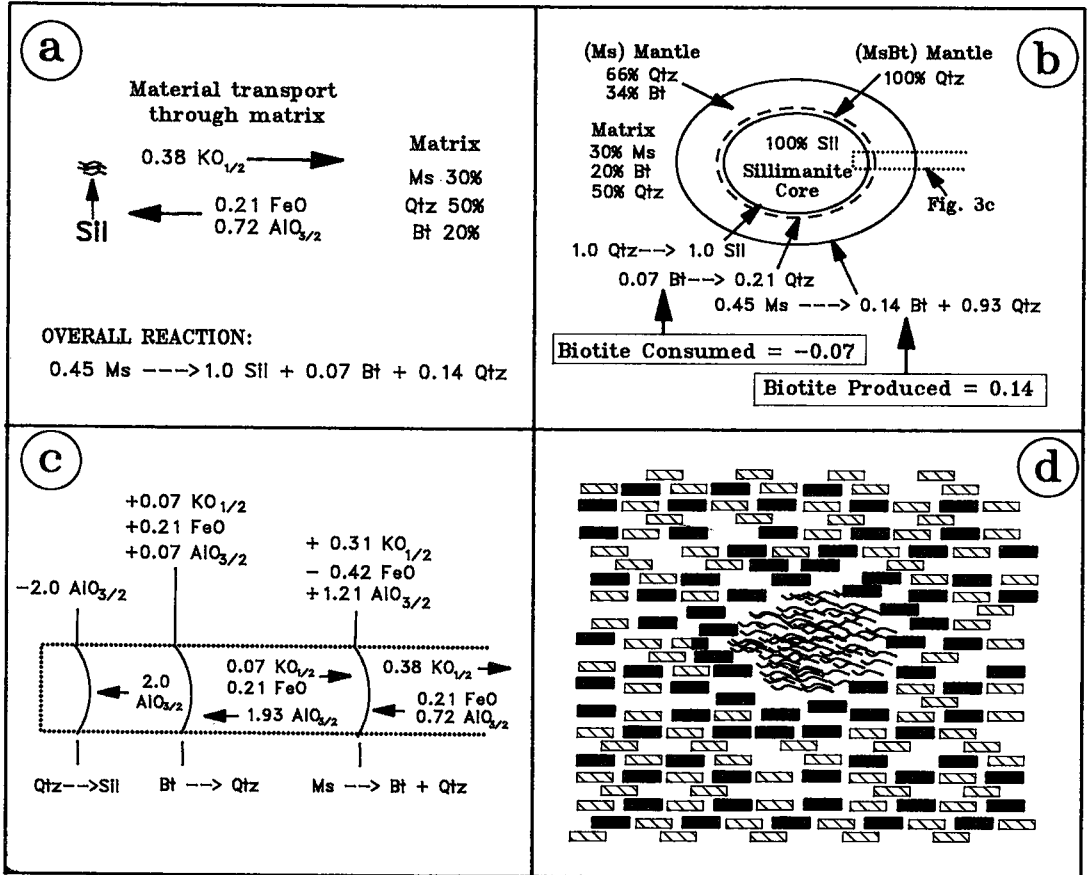 a
Material transport
through matrix
0.38 KO1/2
Matrix
Ms 30%
Qtz 50%
Bt 20%
0.21 FeO
0.72 AlO3/2
Sil
OVERALL REACTION:
0.45 Ms ---> 1.0 Sil + 0.07 Bt + 0.14 Qtz
b
(Ms) Mantle
66% Qtz
34% Bt
(MsBt) Mantle
100% Qtz
Matrix
30% Ms
20% Bt
50% Qtz
100% Sil
Sillimanite
Core
Fig. 3c
1.0 Qtz--> 1.0 Sil
0.07 Bt--> 0.21 Qtz
0.45 Ms ---> 0.14 Bt + 0.93 Qtz
Biotite Consumed = -0.07
Biotite Produced = 0.14
c
+0.07 KO1/2
+0.21 FeO
+0.07 AlO3/2
+ 0.31 KO1/2
- 0.42 FeO
+1.21 AlO3/2
-2.0 AlO3/2
2.0
AlO3/2
0.07 KO1/2
0.21 FeO
1.93 AlO3/2
0.38 KO1/2
0.21 FeO
0.72 AlO3/2
Qtz-->Sil
Bt --> Qtz
Ms --> Bt + Qtz
d